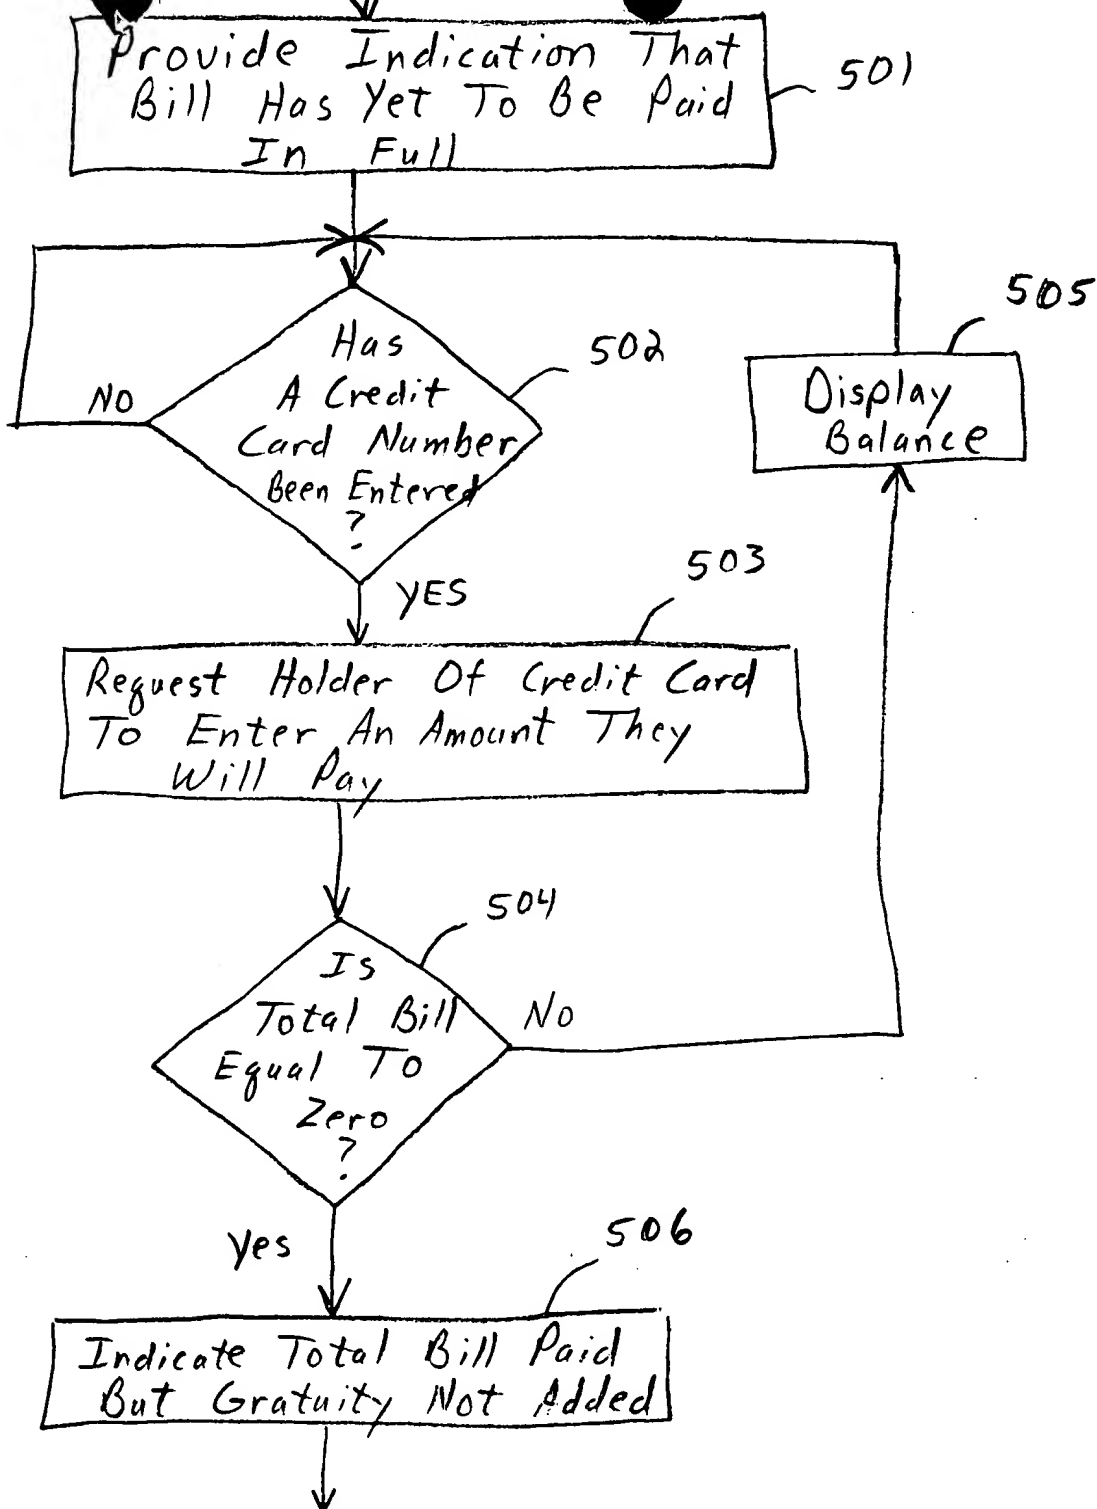 Provide Indication That
Bill Has Yet To Be Paid
In Full
501
Has
A Credit
Card Number
Been Entered
?
502
NO
505
Display
Balance
YES
503
Request Holder Of Credit Card
To Enter An Amount They
Will Pay
504
Is
Total Bill
Equal To
Zero
?
No
Yes
506
Indicate Total Bill Paid
But Gratuity Not Added